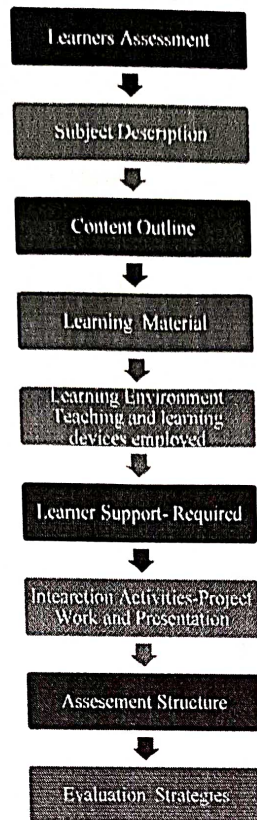 Learners Assessment
Subject Description
Content Outline
Learning Material
Learning Environment
Teaching and learning
devices employed
Learner Support- Required
Intearction Activities-Project
Work and Presentation
Assesement Structure
Evaluation Strategies